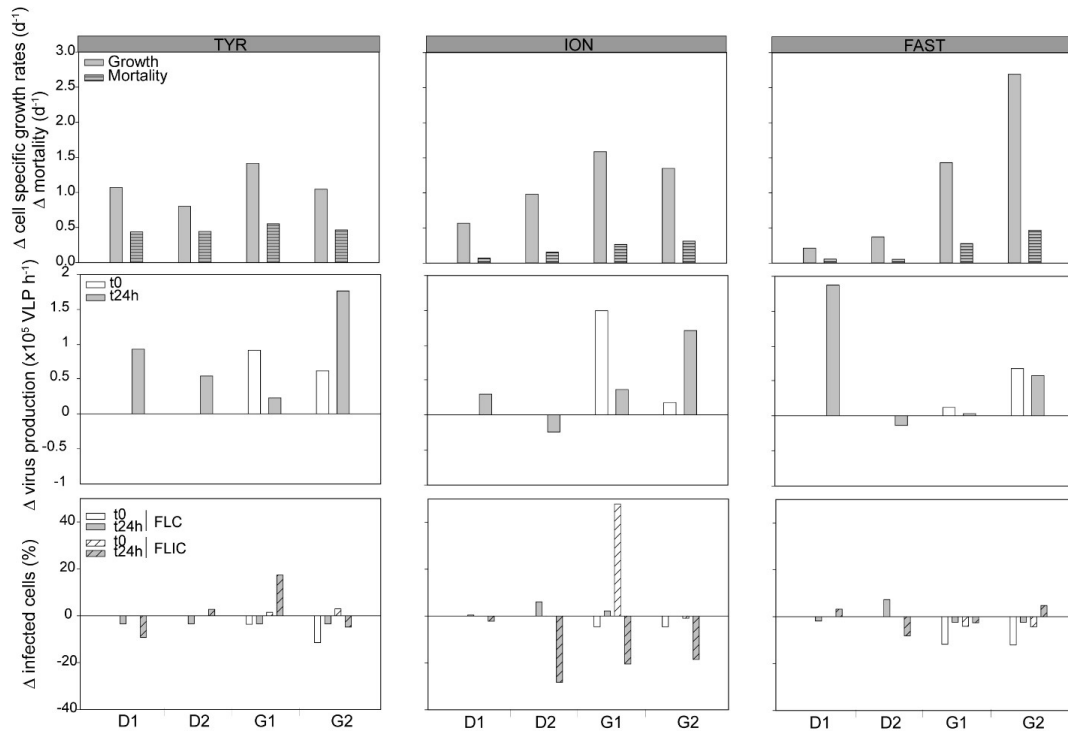 TYR ION FAST
Δ cell specific growth rates (d-1)
Δ mortality (d-1)
3.0
2.5
2.0
1.5
1.0
0.5
0.0
Growth
Mortality
Δ virus production (x10⁵ VLP h-1)
2
1.5
1
0.5
0
-0.5
-1
t0
t24h
Δ infected cells (%)
40
20
0
-20
-40
t0
t24h FLC
t0
t24h FLIC
D1 D2 G1 G2 D1 D2 G1 G2 D1 D2 G1 G2